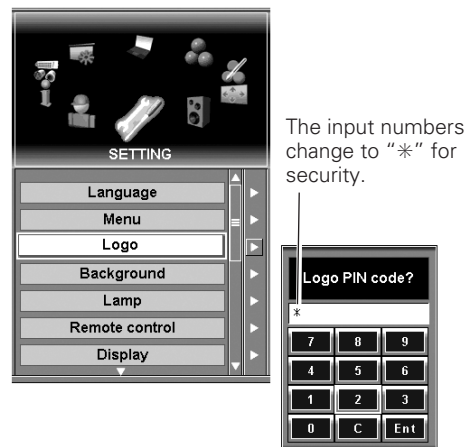 SETTING
Language
Menu
Logo
Background
Lamp
Remote control
Display
The input numbers
change to “✳” for
security.
Logo PIN code?
✳
7 8 9
4 5 6
1 2 3
0 C Ent